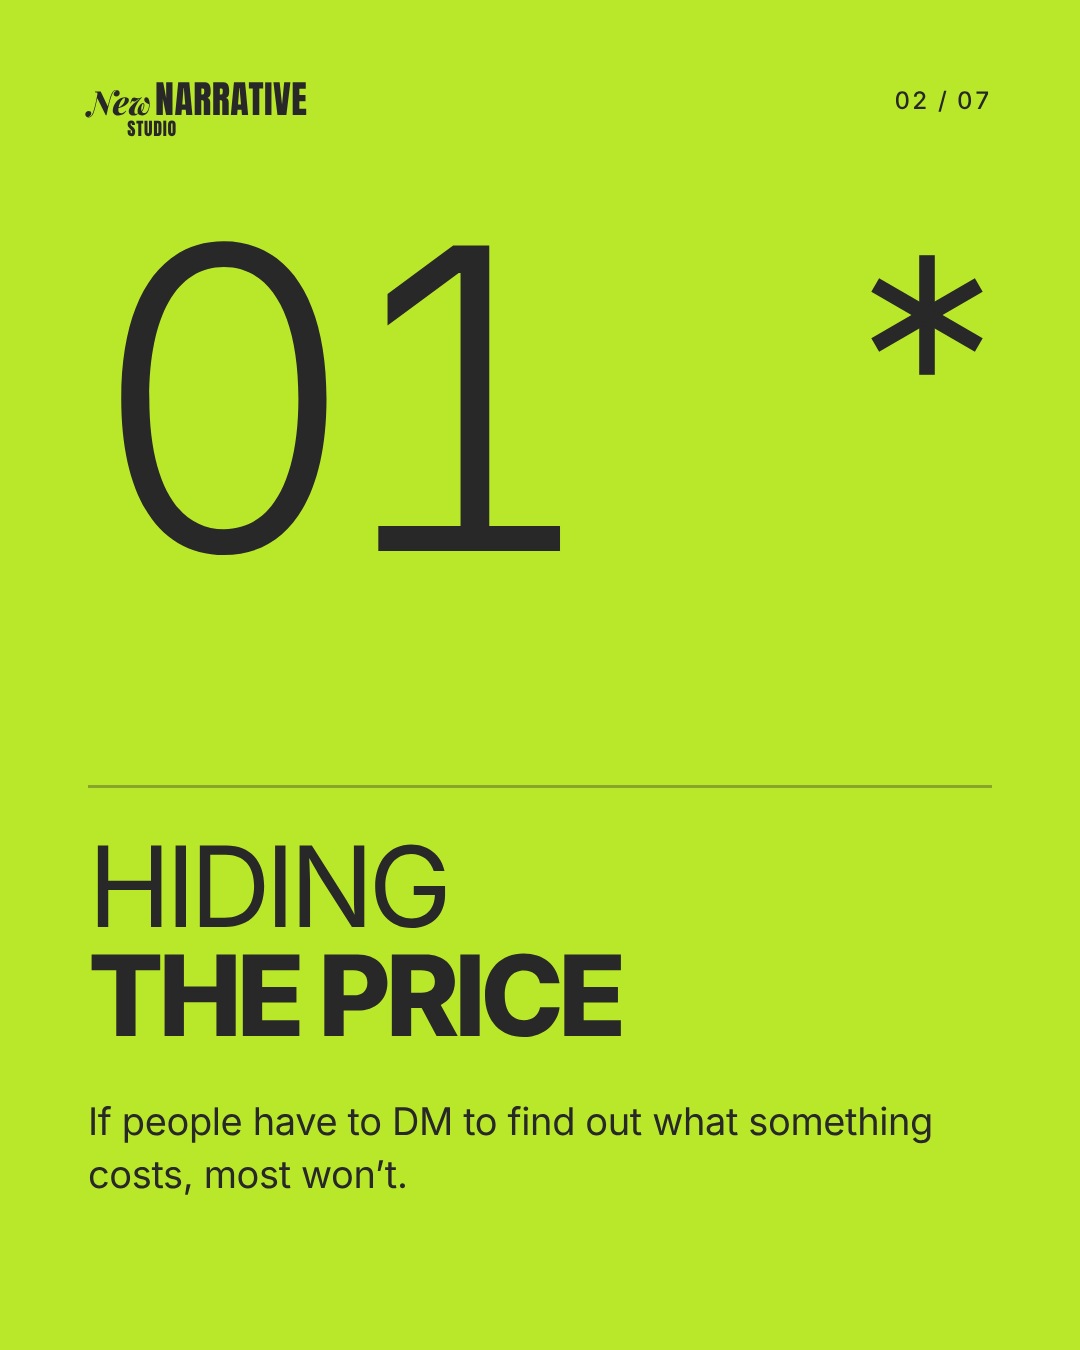 New NARRATIVE
STUDIO
02 / 07
01
*
HIDING
THE PRICE
If people have to DM to find out what something
costs, most won’t.